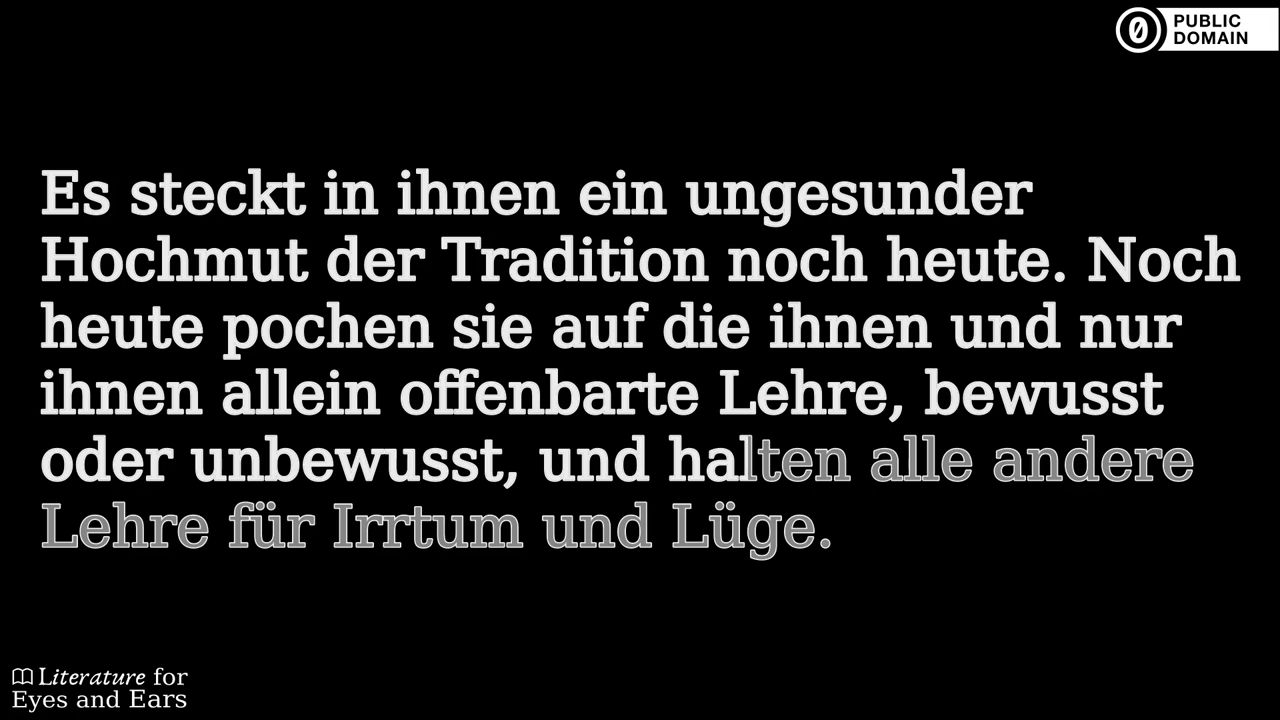 PUBLIC
DOMAIN
Es steckt in ihnen ein ungesunder
Hochmut der Tradition noch heute. Noch
heute pochen sie auf die ihnen und nur
ihnen allein offenbarte Lehre, bewusst
oder unbewusst, und halten alle andere
Lehre für Irrtum und Lüge.
Literature for
Eyes and Ears